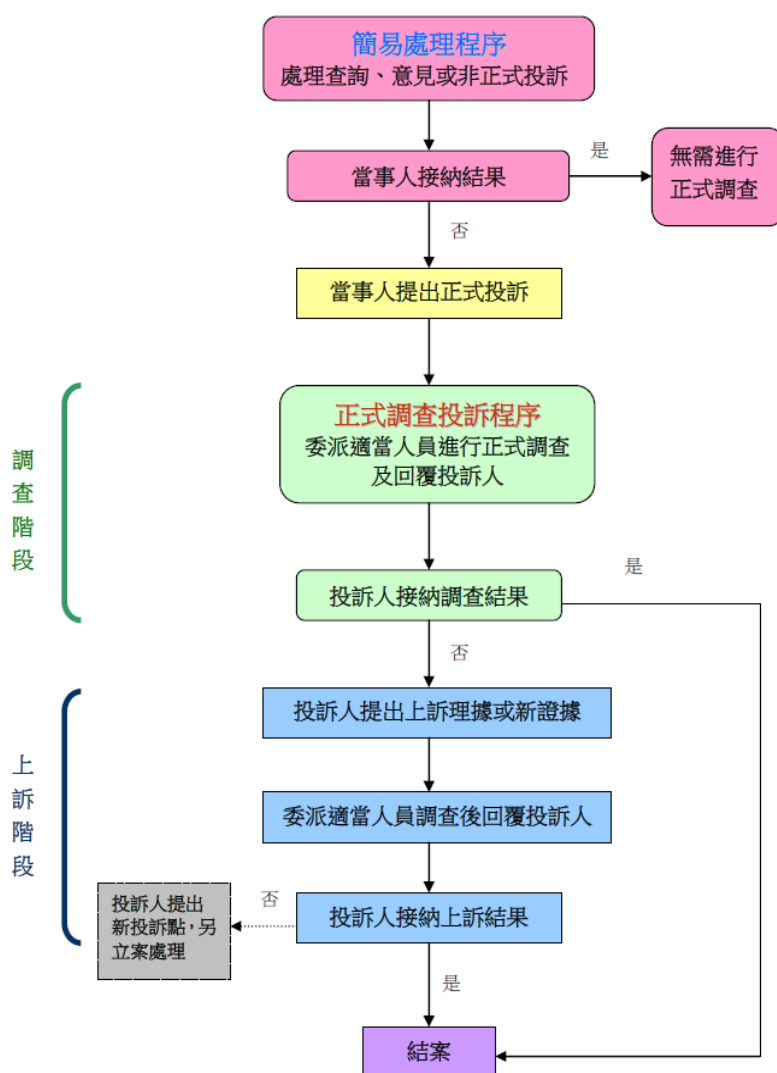 簡易處理程序
處理查詢、意見或非正式投訴
是
當事人接納結果
無需進行
正式調查
否
當事人提出正式投訴
調
查
階
段
正式調查投訴程序
委派適當人員進行正式調查
及回覆投訴人
是
投訴人接納調查結果
否
上
訴
階
段
投訴人提出上訴理據或新證據
委派適當人員調查後回覆投訴人
否
投訴人提出
新投訴點，另
立案處理
投訴人接納上訴結果
是
結案